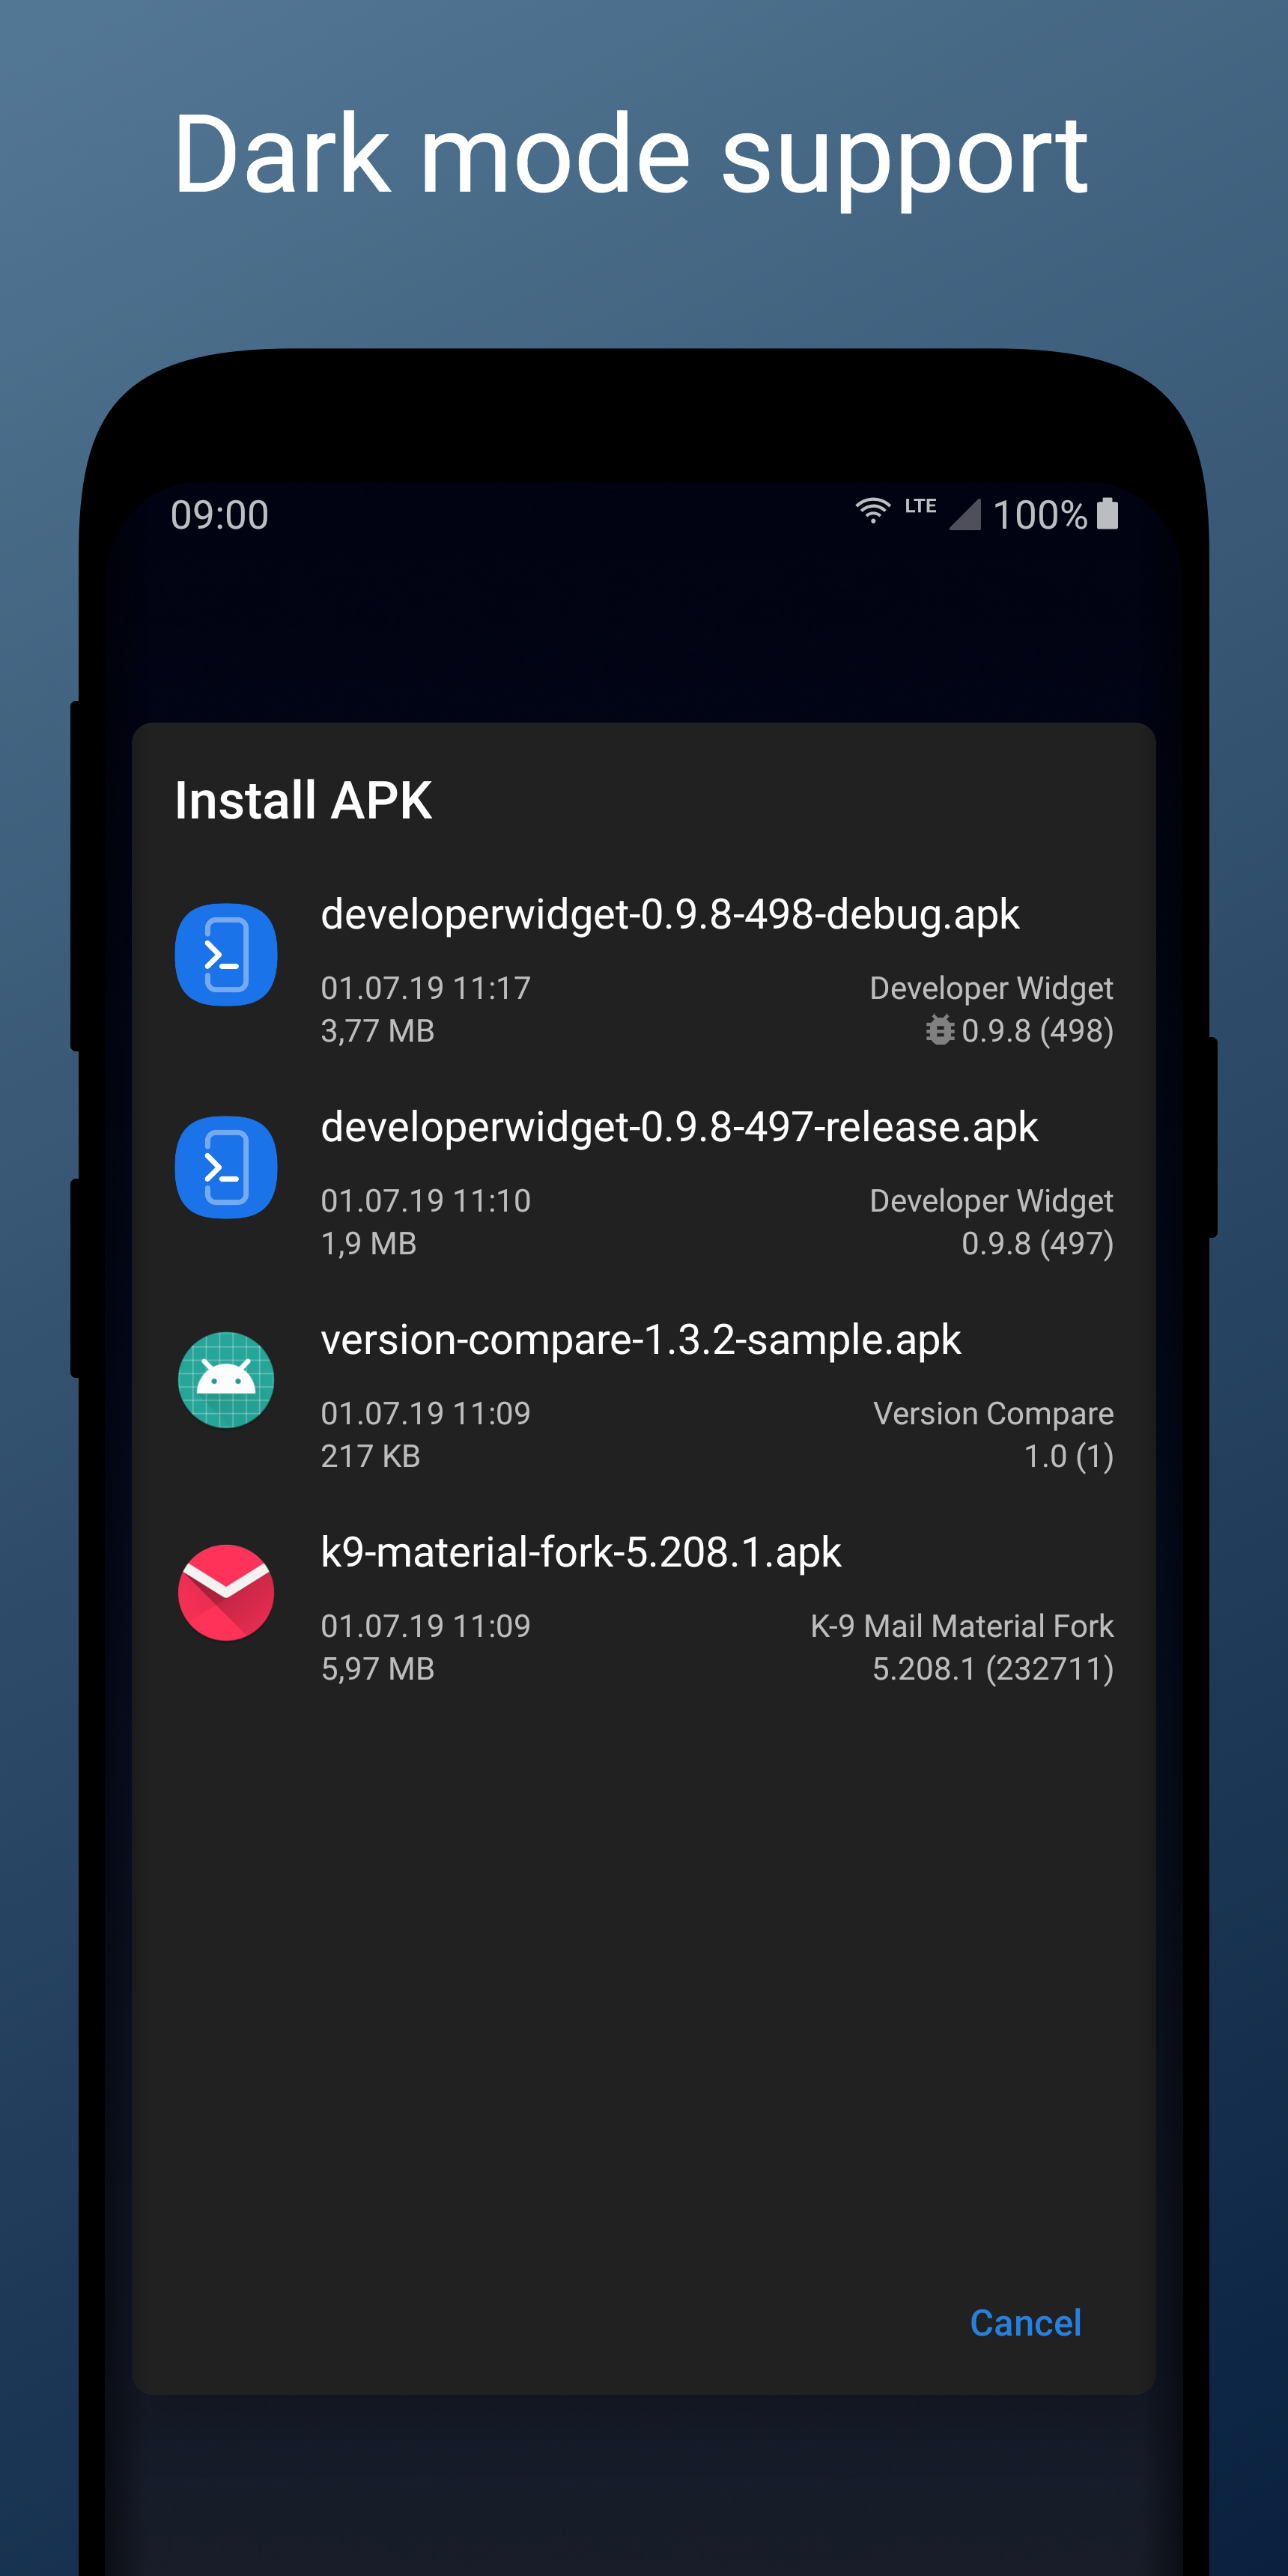 Dark mode support
09:00 LTE 100%
Install APK
developerwidget-0.9.8-498-debug.apk
01.07.19 11:17 Developer Widget
3,77 MB 0.9.8 (498)
developerwidget-0.9.8-497-release.apk
01.07.19 11:10 Developer Widget
1,9 MB 0.9.8 (497)
version-compare-1.3.2-sample.apk
01.07.19 11:09 Version Compare
217 KB 1.0 (1)
k9-material-fork-5.208.1.apk
01.07.19 11:09 K-9 Mail Material Fork
5,97 MB 5.208.1 (232711)
Cancel